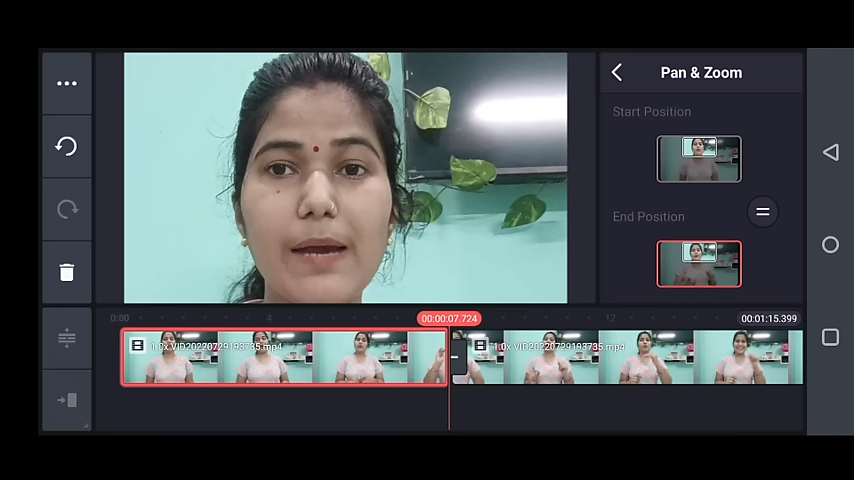 Pan & Zoom
Start Position
End Position
0:00
4
00:00:07.724
12
00:01:15.399
1.0x VID20220729193735.mp4
1.0x VID20220729193735.mp4